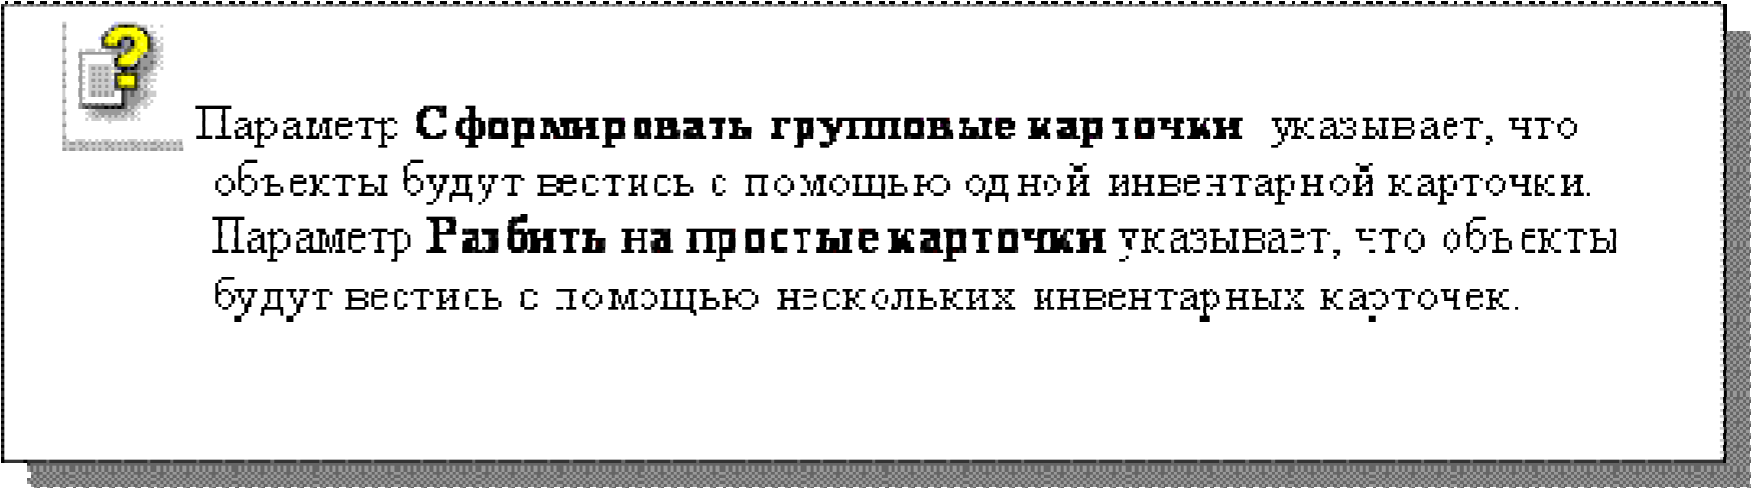 Параметр Сформировать групповые карточки указывает, что
объекты будут вестись с помощью одной инвентарной карточки.
Параметр Разбить на простые карточки указывает, что объекты
будут вестись с помощью нескольких инвентарных карточек.